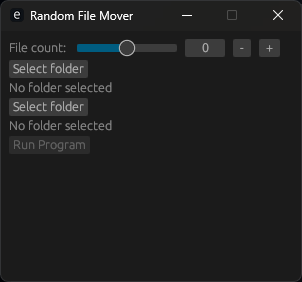 e Random File Mover
File count: 0 - +
Select folder
No folder selected
Select folder
No folder selected
Run Program